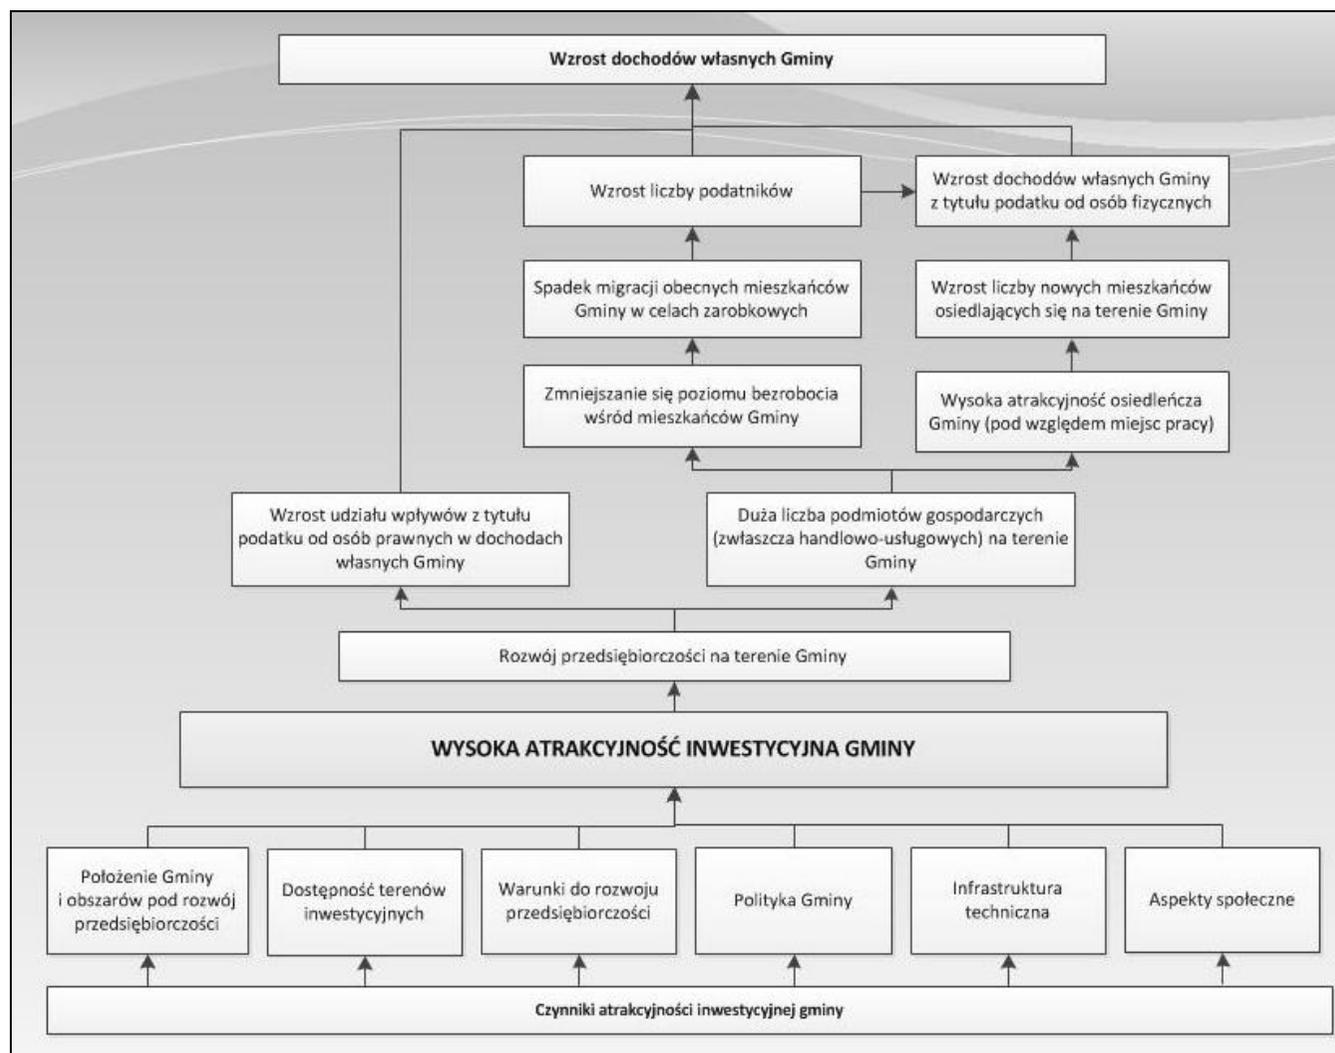 Wzrost dochodów własnych Gminy
Wzrost liczby podatników
Wzrost dochodów własnych Gminy
z tytułu podatku od osób fizycznych
Spadek migracji obecnych mieszkańców
Gminy w celach zarobkowych
Wzrost liczby nowych mieszkańców
osiedlających się na terenie Gminy
Zmniejszanie się poziomu bezrobocia
wśród mieszkańców Gminy
Wysoka atrakcyjność osiedleńcza
Gminy (pod względem miejsc pracy)
Wzrost udziału wpływów z tytułu
podatku od osób prawnych w dochodach
własnych Gminy
Duża liczba podmiotów gospodarczych
(zwłaszcza handlowo-usługowych) na terenie
Gminy
Rozwój przedsiębiorczości na terenie Gminy
WYSOKA ATRAKCYJNOŚĆ INWESTYCYJNA GMINY
Położenie Gminy
i obszarów pod rozwój
przedsiębiorczości
Dostępność terenów
inwestycyjnych
Warunki do rozwoju
przedsiębiorczości
Polityka Gminy
Infrastruktura
techniczna
Aspekty społeczne
Czynniki atrakcyjności inwestycyjnej gminy